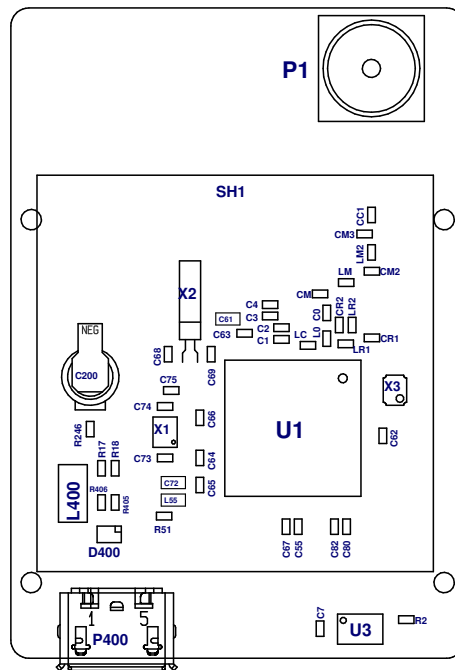 P1
SH1
CC1
CM3
LM2
LM
CM2
X2
CM
C4
C61
C3
C0
CR2
LR2
NEG
C63
C2
C1
LC
L0
LR1
CR1
C68
C69
C200
C75
X3
C74
C66
R246
X1
U1
C62
R17
R18
C73
C64
L400
R406
C72
C65
R405
L55
R51
D400
C67
C55
C82
C80
1
5
P400
C7
U3
R2